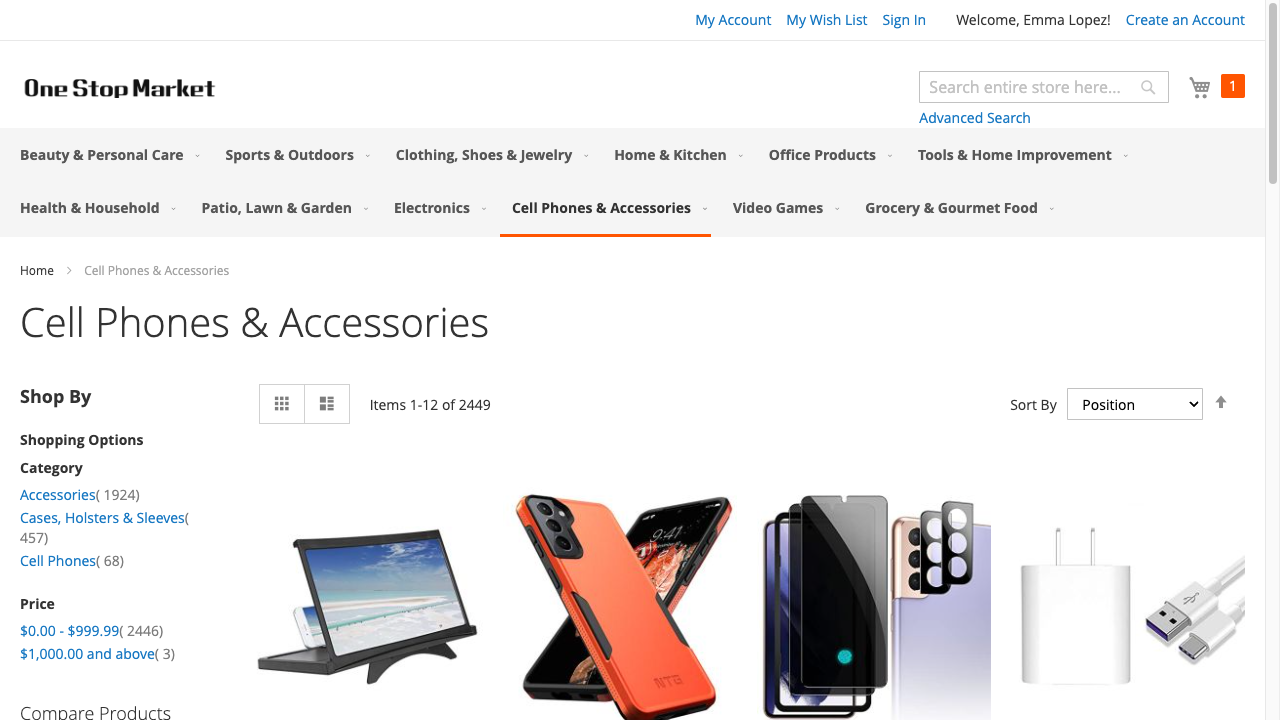 My Account My Wish List Sign In Welcome, Emma Lopez! Create an Account
One Stop Market
Search entire store here... 1
Advanced Search
Beauty & Personal Care Sports & Outdoors Clothing, Shoes & Jewelry Home & Kitchen Office Products Tools & Home Improvement
Health & Household Patio, Lawn & Garden Electronics Cell Phones & Accessories Video Games Grocery & Gourmet Food
Home Cell Phones & Accessories
Cell Phones & Accessories
Shop By
Items 1-12 of 2449
Sort By Position
Shopping Options
Category
Accessories( 1924)
Cases, Holsters & Sleeves(
457)
Cell Phones( 68)
Price
$0.00 - $999.99( 2446)
$1,000.00 and above( 3)
Compare Products
9:41
NTG